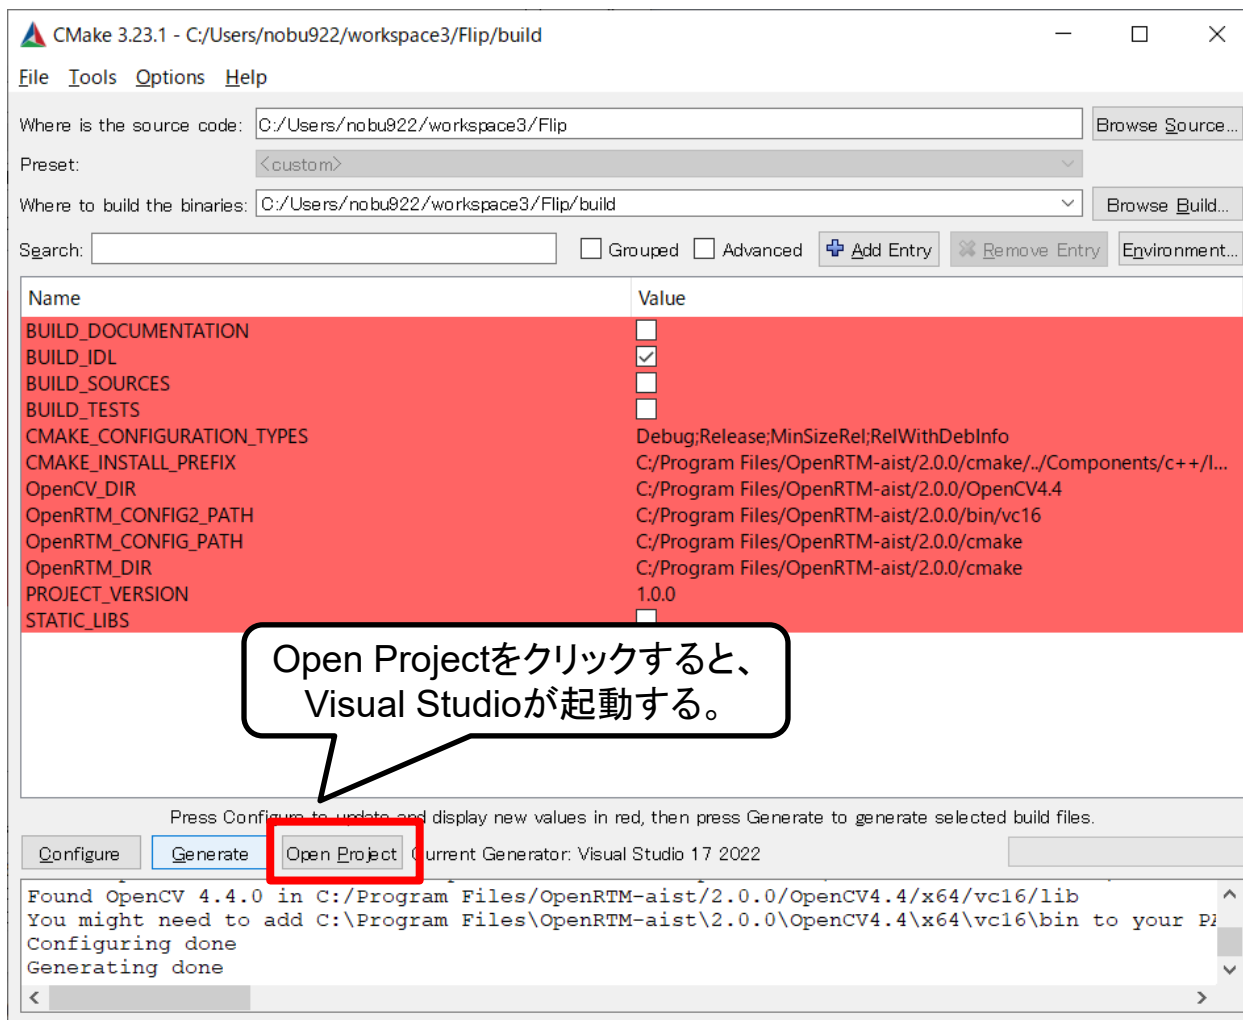 CMake 3.23.1 - C:/Users/nobu922/workspace3/Flip/build
File Tools Options Help
Where is the source code: C:/Users/nobu922/workspace3/Flip Browse Source...
Preset: <custom>
Where to build the binaries: C:/Users/nobu922/workspace3/Flip/build Browse Build...
Search: Grouped Advanced Add Entry Remove Entry Environment...
Name Value
BUILD_DOCUMENTATION
BUILD_IDL
BUILD_SOURCES
BUILD_TESTS
CMAKE_CONFIGURATION_TYPES Debug;Release;MinSizeRel;RelWithDebInfo
CMAKE_INSTALL_PREFIX C:/Program Files/OpenRTM-aist/2.0.0/cmake/../Components/c++/I...
OpenCV_DIR C:/Program Files/OpenRTM-aist/2.0.0/OpenCV4.4
OpenRTM_CONFIG2_PATH C:/Program Files/OpenRTM-aist/2.0.0/bin/vc16
OpenRTM_CONFIG_PATH C:/Program Files/OpenRTM-aist/2.0.0/cmake
OpenRTM_DIR C:/Program Files/OpenRTM-aist/2.0.0/cmake
PROJECT_VERSION 1.0.0
STATIC_LIBS
Open Projectをクリックすると、
Visual Studioが起動する。
Press Configure to update and display new values in red, then press Generate to generate selected build files.
Configure Generate Open Project Current Generator: Visual Studio 17 2022
Found OpenCV 4.4.0 in C:/Program Files/OpenRTM-aist/2.0.0/OpenCV4.4/x64/vc16/lib
You might need to add C:\Program Files\OpenRTM-aist\2.0.0\OpenCV4.4\x64\vc16\bin to your
Configuring done
Generating done